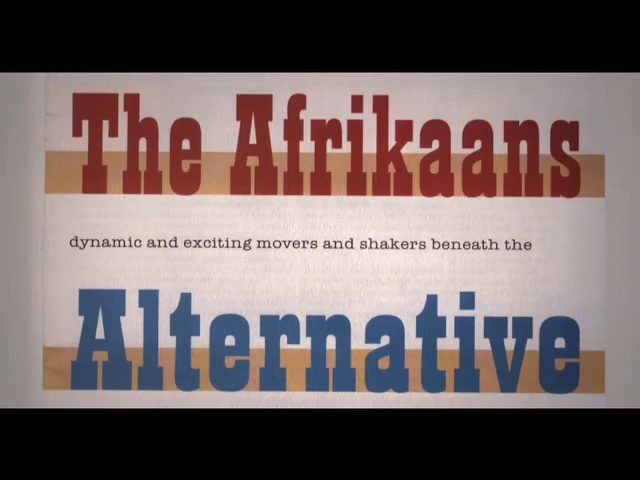 The Afrikaans
dynamic and exciting movers and shakers beneath the
Alternative